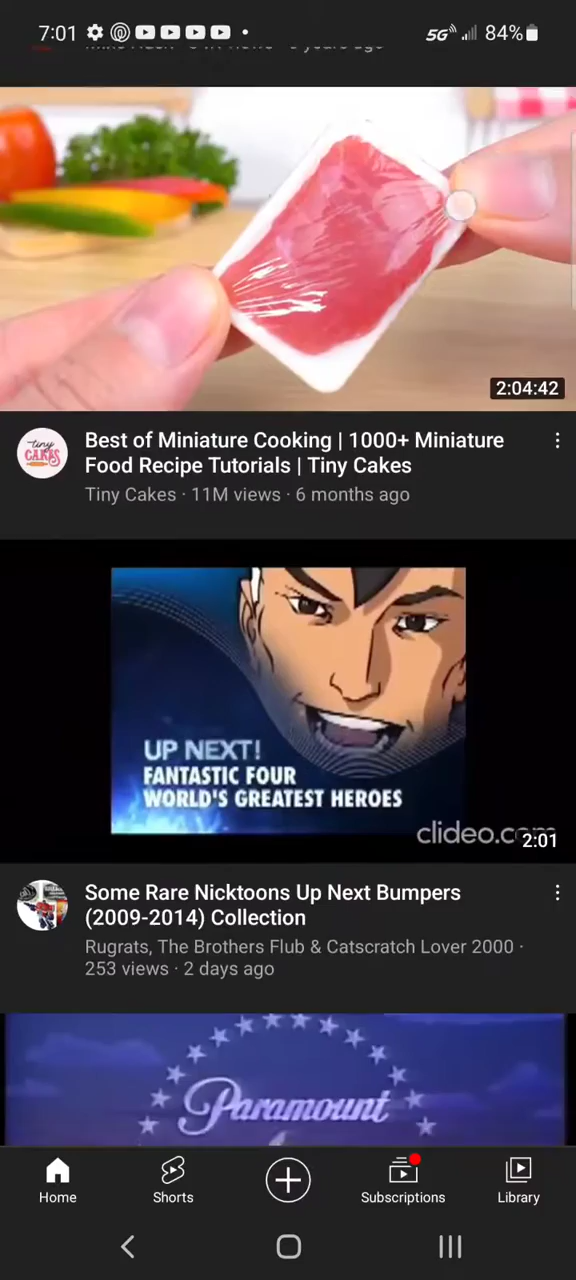 7:01 5G 84%
2:04:42
tiny
CAKES
Best of Miniature Cooking | 1000+ Miniature
Food Recipe Tutorials | Tiny Cakes
Tiny Cakes · 11M views · 6 months ago
UP NEXT!
FANTASTIC FOUR
WORLD'S GREATEST HEROES
clideo.com
2:01
Some Rare Nicktoons Up Next Bumpers
(2009-2014) Collection
Rugrats, The Brothers Flub & Catscratch Lover 2000 ·
253 views · 2 days ago
Paramount
Home Shorts Subscriptions Library